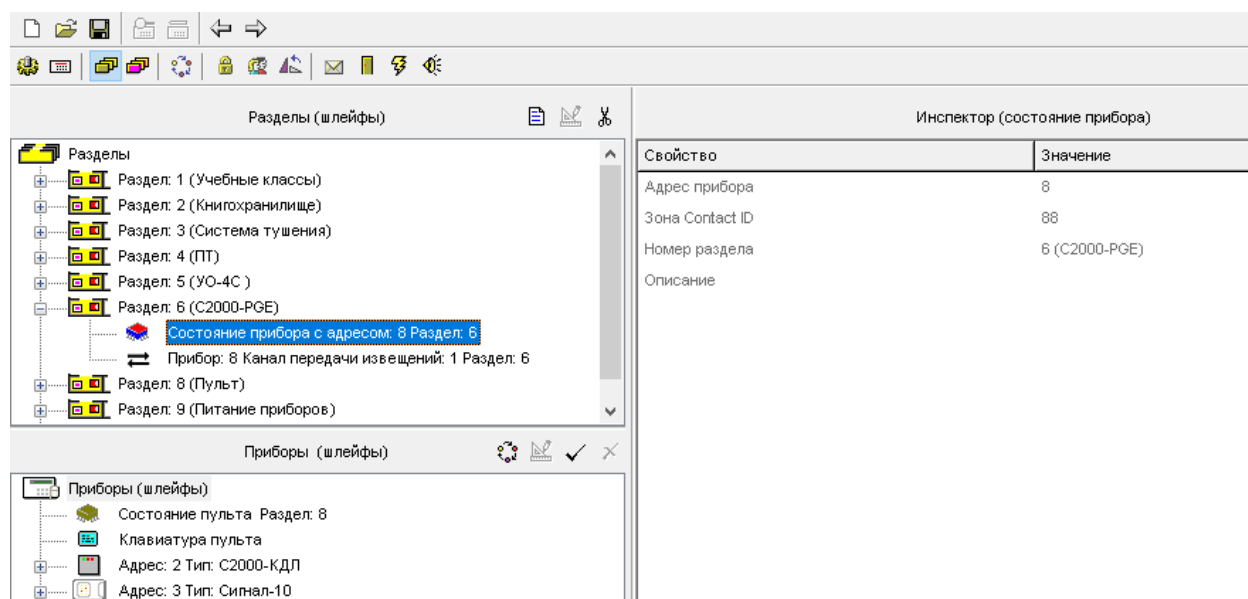 Разделы (шлейфы)
Разделы
Раздел: 1 (Учебные классы)
Раздел: 2 (Книгохранилище)
Раздел: 3 (Система тушения)
Раздел: 4 (ПТ)
Раздел: 5 (УО-4С )
Раздел: 6 (С2000-PGE)
Состояние прибора с адресом: 8 Раздел: 6
Прибор: 8 Канал передачи извещений: 1 Раздел: 6
Раздел: 8 (Пульт)
Раздел: 9 (Питание приборов)
Приборы (шлейфы)
Приборы (шлейфы)
Состояние пульта Раздел: 8
Клавиатура пульта
Адрес: 2 Тип: С2000-КДЛ
Адрес: 3 Тип: Сигнал-10
Инспектор (состояние прибора)
Свойство Значение
Адрес прибора 8
Зона Contact ID 88
Номер раздела 6 (С2000-PGE)
Описание